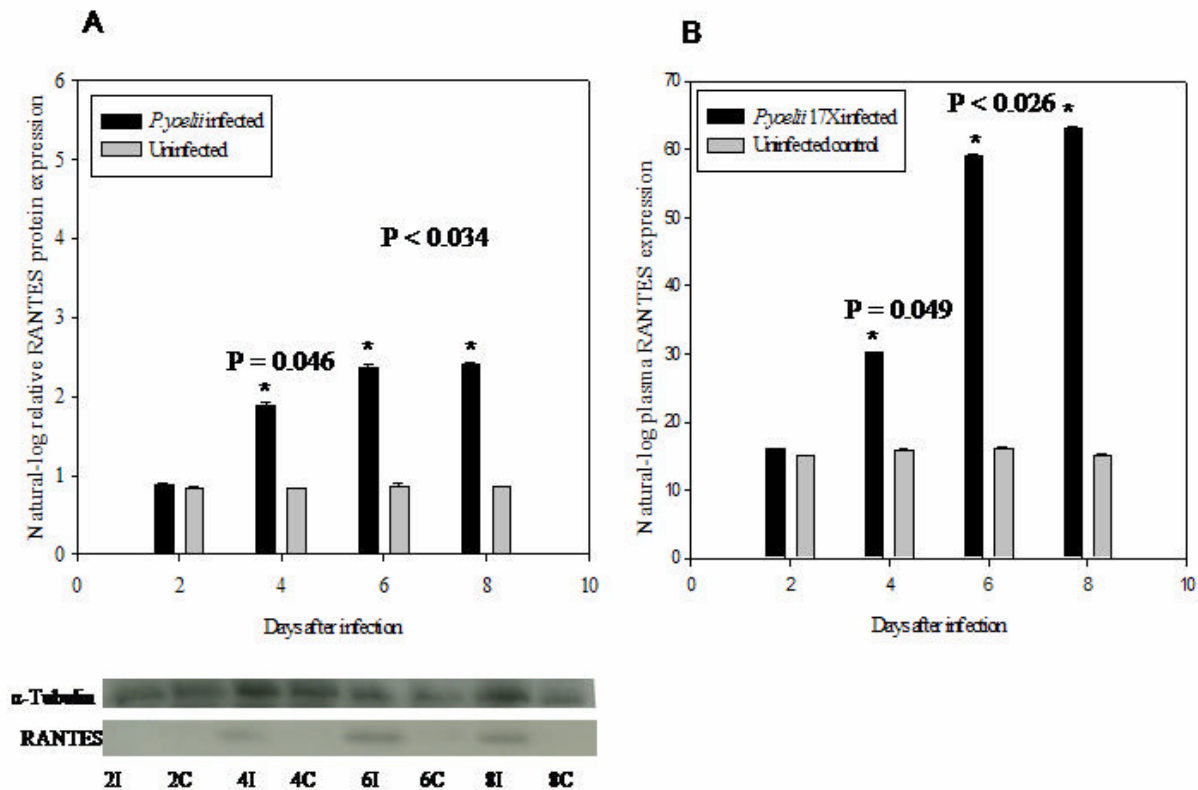 A
Natural-log relative RANTES protein expression
6
5
4
3
2
1
0
P.yoelii infected
Uninfected
P < 0.034
P = 0.046
*
*
*
0
2
4
6
8
10
Days after infection
α-Tubulin
RANTES
2I
2C
4I
4C
6I
6C
8I
8C
B
Natural-log plasma RANTES expression
70
60
50
40
30
20
10
0
P.yoelii 17X infected
Uninfected control
P < 0.026
*
*
P = 0.049
*
0
2
4
6
8
10
Days after infection